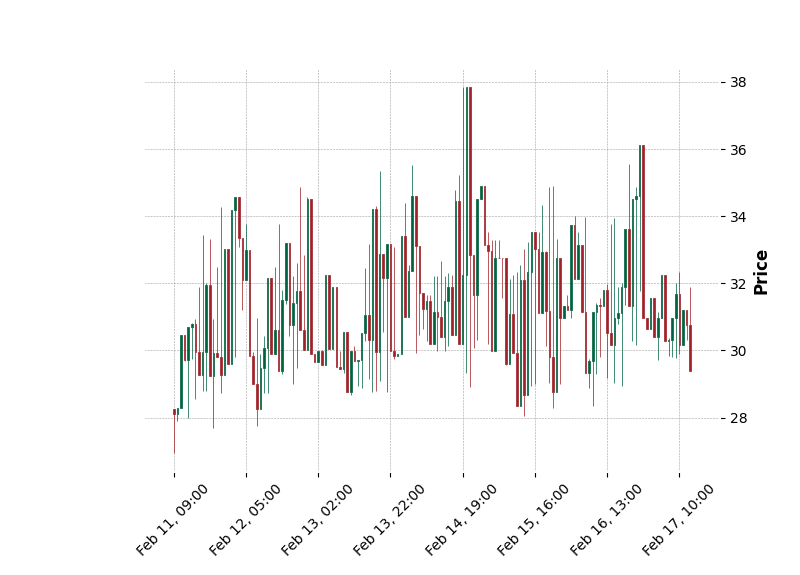 38
36
34
32
30
28
Price
Feb 11, 09:00
Feb 12, 05:00
Feb 13, 02:00
Feb 13, 22:00
Feb 14, 19:00
Feb 15, 16:00
Feb 16, 13:00
Feb 17, 10:00